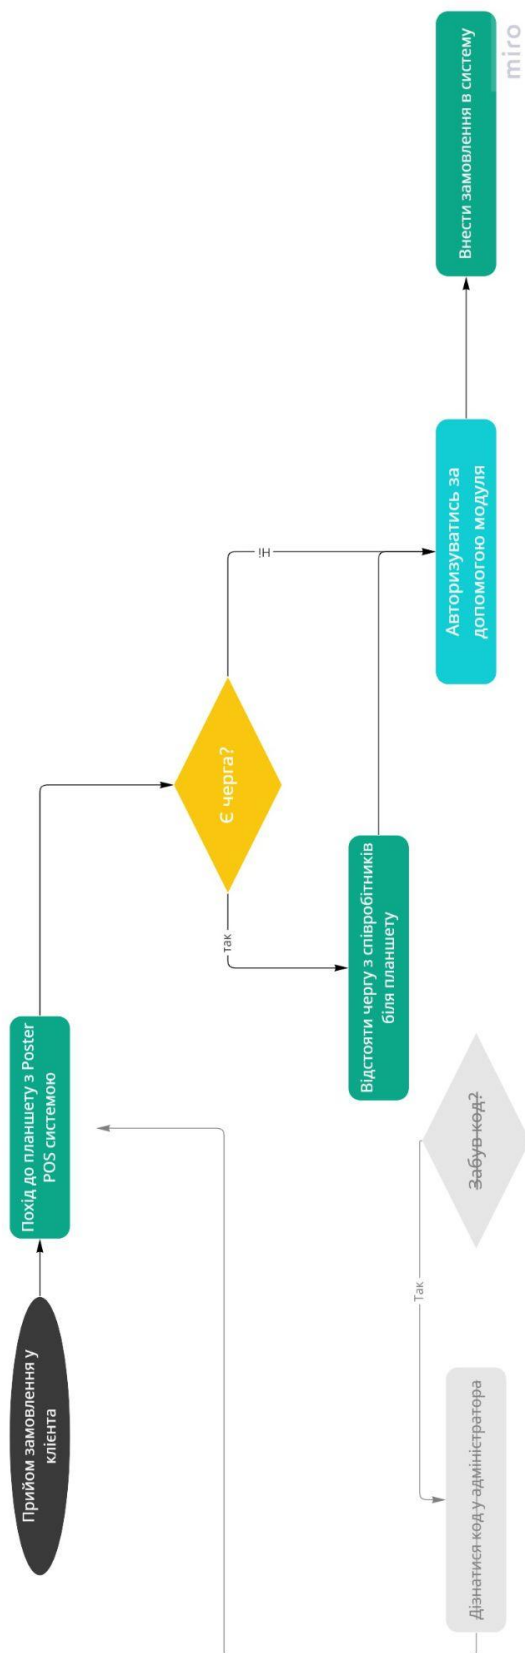 Прийом замовлення у
клієнта
Похід до планшету з Poster
POS системою
Є черга?
так
Ні
Відстояти чергу з співробітників
біля планшету
Авторизуватись за
допомогою модуля
Внести замовлення в систему
Забув код?
Так
Дізнатися код у адміністратора
miro